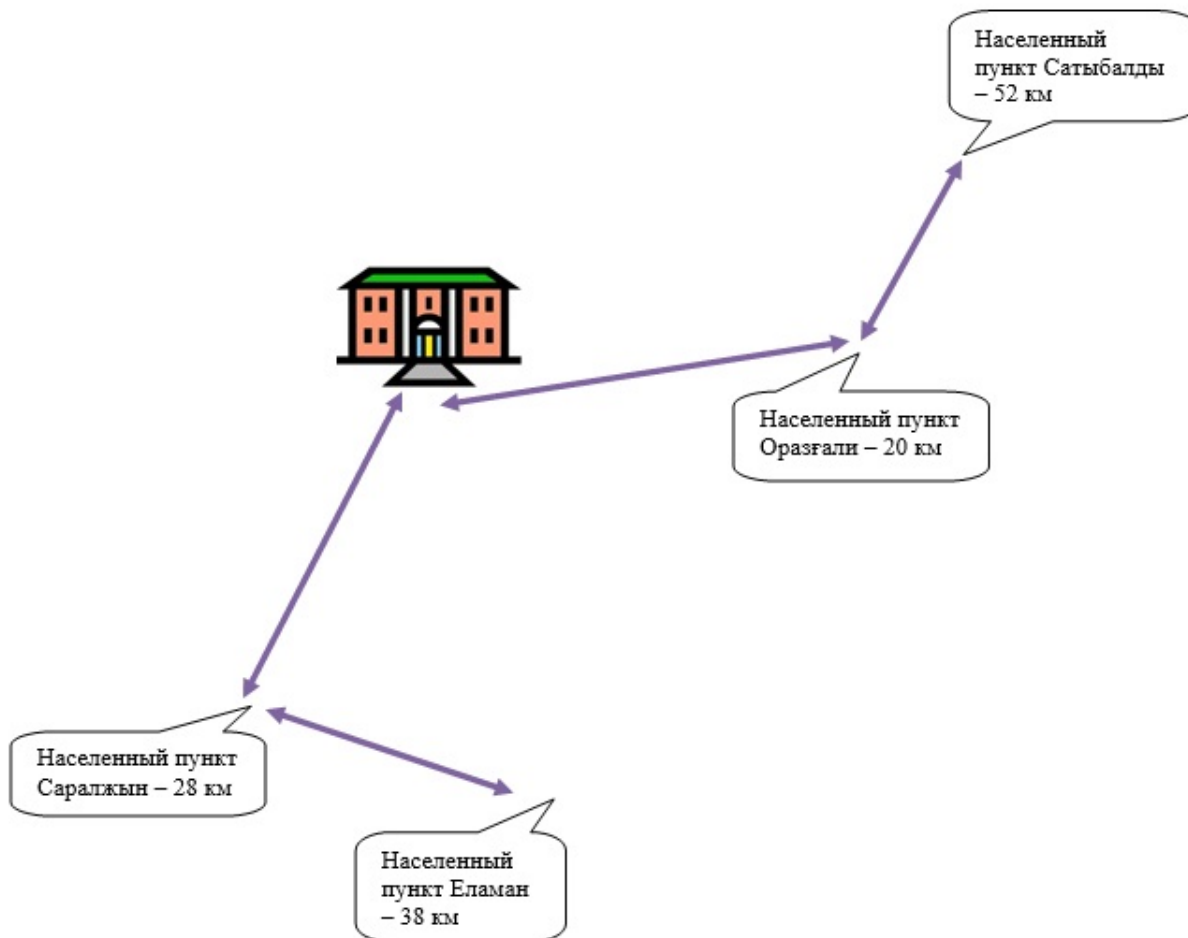 Населенный
пункт Сатыбалды
– 52 км
Населенный пункт
Оразғали – 20 км
Населенный пункт
Саралжын – 28 км
Населенный
пункт Еламан
– 38 км